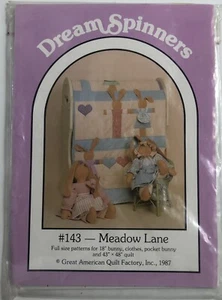 Dream Spinners
#143 — Meadow Lane
Full size patterns for 18" bunny, clothes, pocket bunny
and 43" × 48" quilt
® Great American Quilt Factory, Inc., 1987